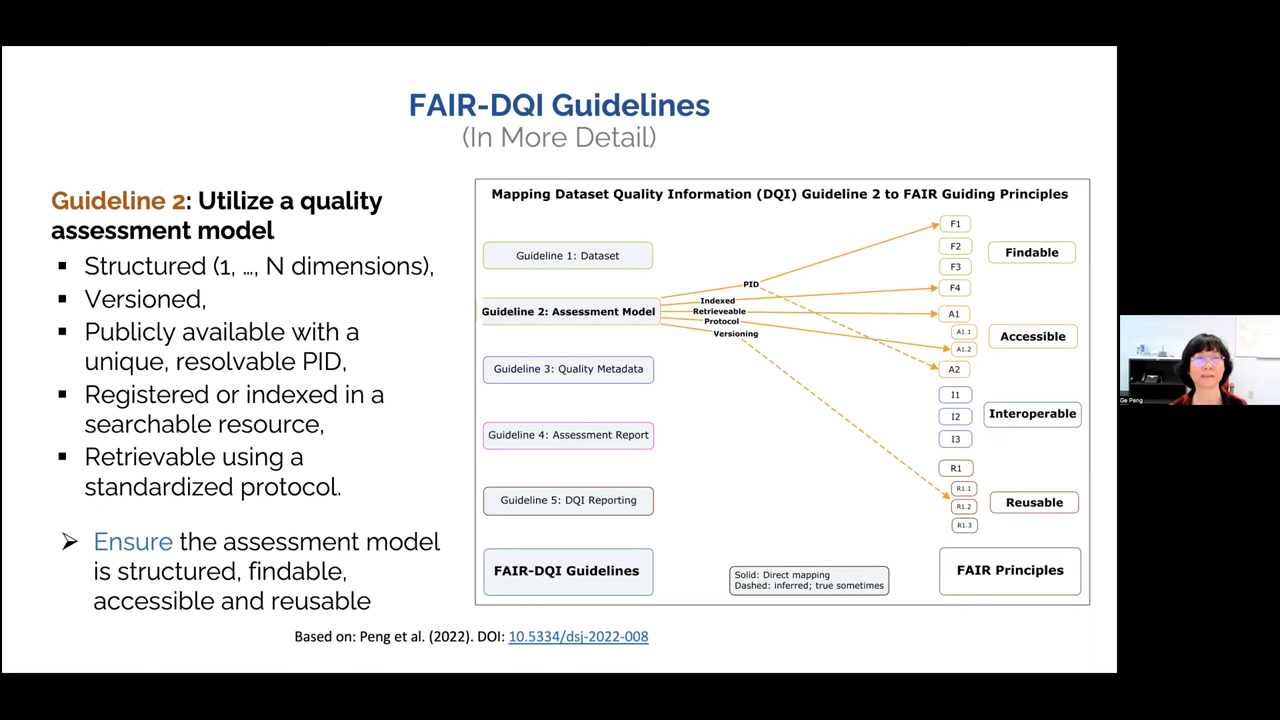 FAIR-DQI Guidelines
(In More Detail)
Guideline 2: Utilize a quality
assessment model
▪ Structured (1, …, N dimensions),
▪ Versioned,
▪ Publicly available with a
unique, resolvable PID,
▪ Registered or indexed in a
searchable resource,
▪ Retrievable using a
standardized protocol.
➢ Ensure the assessment model
is structured, findable,
accessible and reusable
Mapping Dataset Quality Information (DQI) Guideline 2 to FAIR Guiding Principles
Guideline 1: Dataset
Guideline 2: Assessment Model
Guideline 3: Quality Metadata
Guideline 4: Assessment Report
Guideline 5: DQI Reporting
FAIR-DQI Guidelines
PID
Indexed
Retrieveable
Protocol
Versioning
F1
F2
F3
F4
Findable
A1
A1.1
A1.2
A2
Accessible
I1
I2
I3
Interoperable
R1
R1.1
R1.2
R1.3
Reusable
FAIR Principles
Solid: Direct mapping
Dashed: inferred; true sometimes
Based on: Peng et al. (2022). DOI: 10.5334/dsj-2022-008
Ge Peng